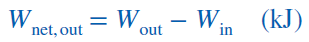 W_net, out = W_out − W_in (kJ)